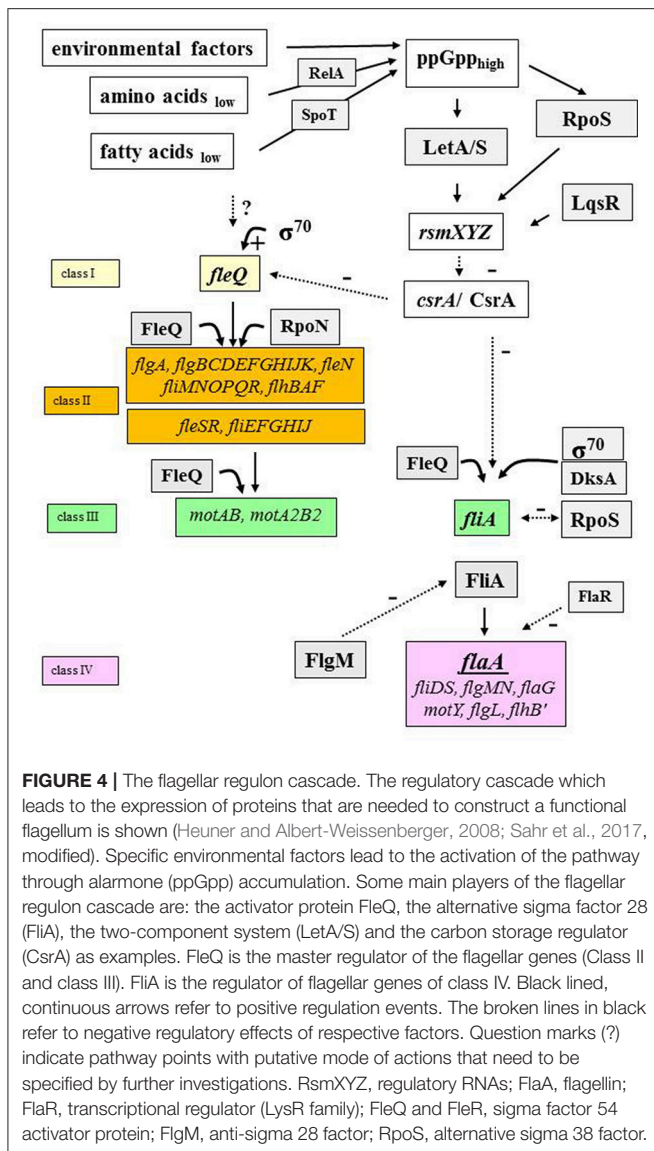 environmental factors
amino acids low
fatty acids low
RelA
SpoT
ppGpp high
RpoS
LetA/S
LqsR
rsmXYZ
? 
+ σ70
class I
fleQ
–
–
csrA/ CsrA
FleQ
RpoN
–
class II
flgA, flgBCDEFGHIJK, fleN
fliMNOPQR, flhBAF
fleSR, fliEFGHIJ
FleQ
FleQ
σ70
DksA
class III
motAB, motA2B2
fliA
–
RpoS
FliA
–
FlaR
–
FlgM
class IV
flaA
fliDS, flgMN, flaG
motY, flgL, flhB'
FIGURE 4 | The flagellar regulon cascade. The regulatory cascade which
leads to the expression of proteins that are needed to construct a functional
flagellum is shown (Heuner and Albert-Weissenberger, 2008; Sahr et al., 2017,
modified). Specific environmental factors lead to the activation of the pathway
through alarmone (ppGpp) accumulation. Some main players of the flagellar
regulon cascade are: the activator protein FleQ, the alternative sigma factor 28
(FliA), the two-component system (LetA/S) and the carbon storage regulator
(CsrA) as examples. FleQ is the master regulator of the flagellar genes (Class II
and class III). FliA is the regulator of flagellar genes of class IV. Black lined,
continuous arrows refer to positive regulation events. The broken lines in black
refer to negative regulatory effects of respective factors. Question marks (?)
indicate pathway points with putative mode of actions that need to be
specified by further investigations. RsmXYZ, regulatory RNAs; FlaA, flagellin;
FlaR, transcriptional regulator (LysR family); FleQ and FleR, sigma factor 54
activator protein; FlgM, anti-sigma 28 factor; RpoS, alternative sigma 38 factor.